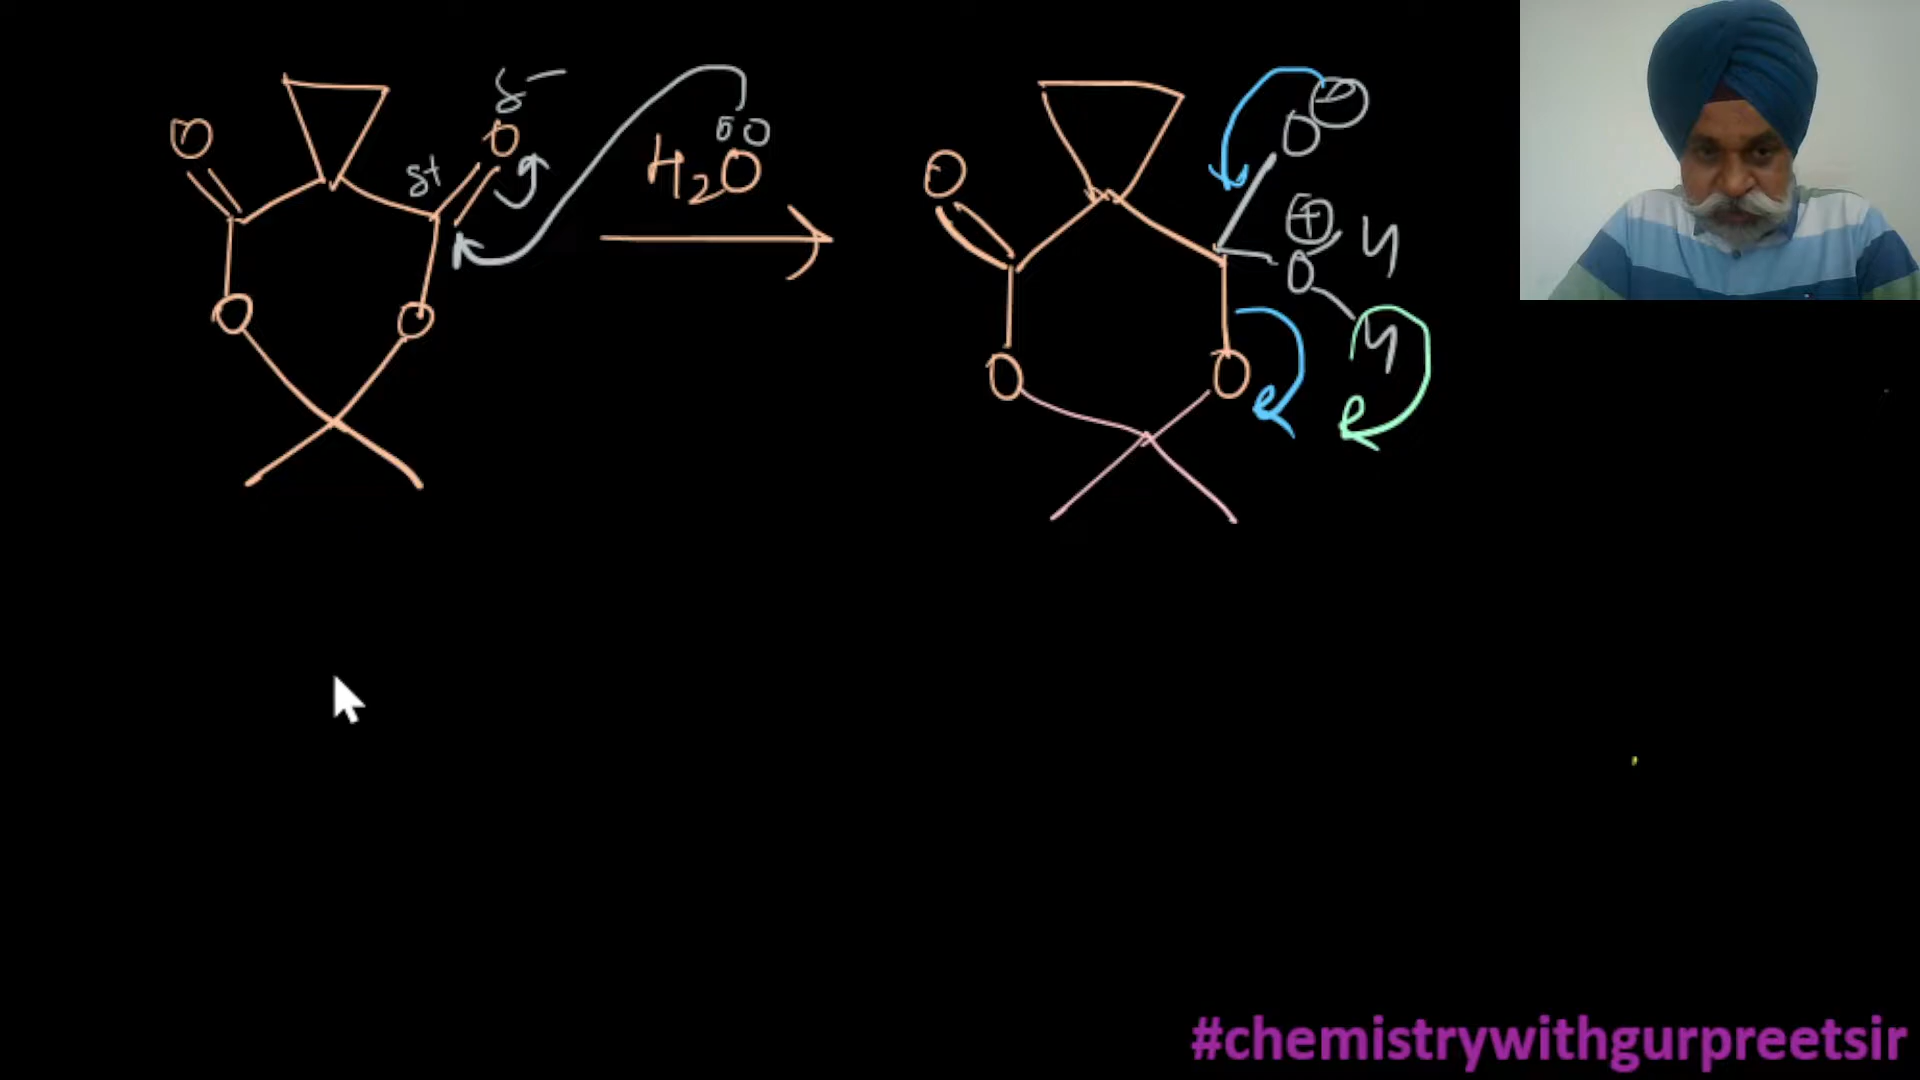 δ−
O O H₂O O O⊖
δ+
⊕
O H
O O O O H
#chemistrywithgurpreetsir